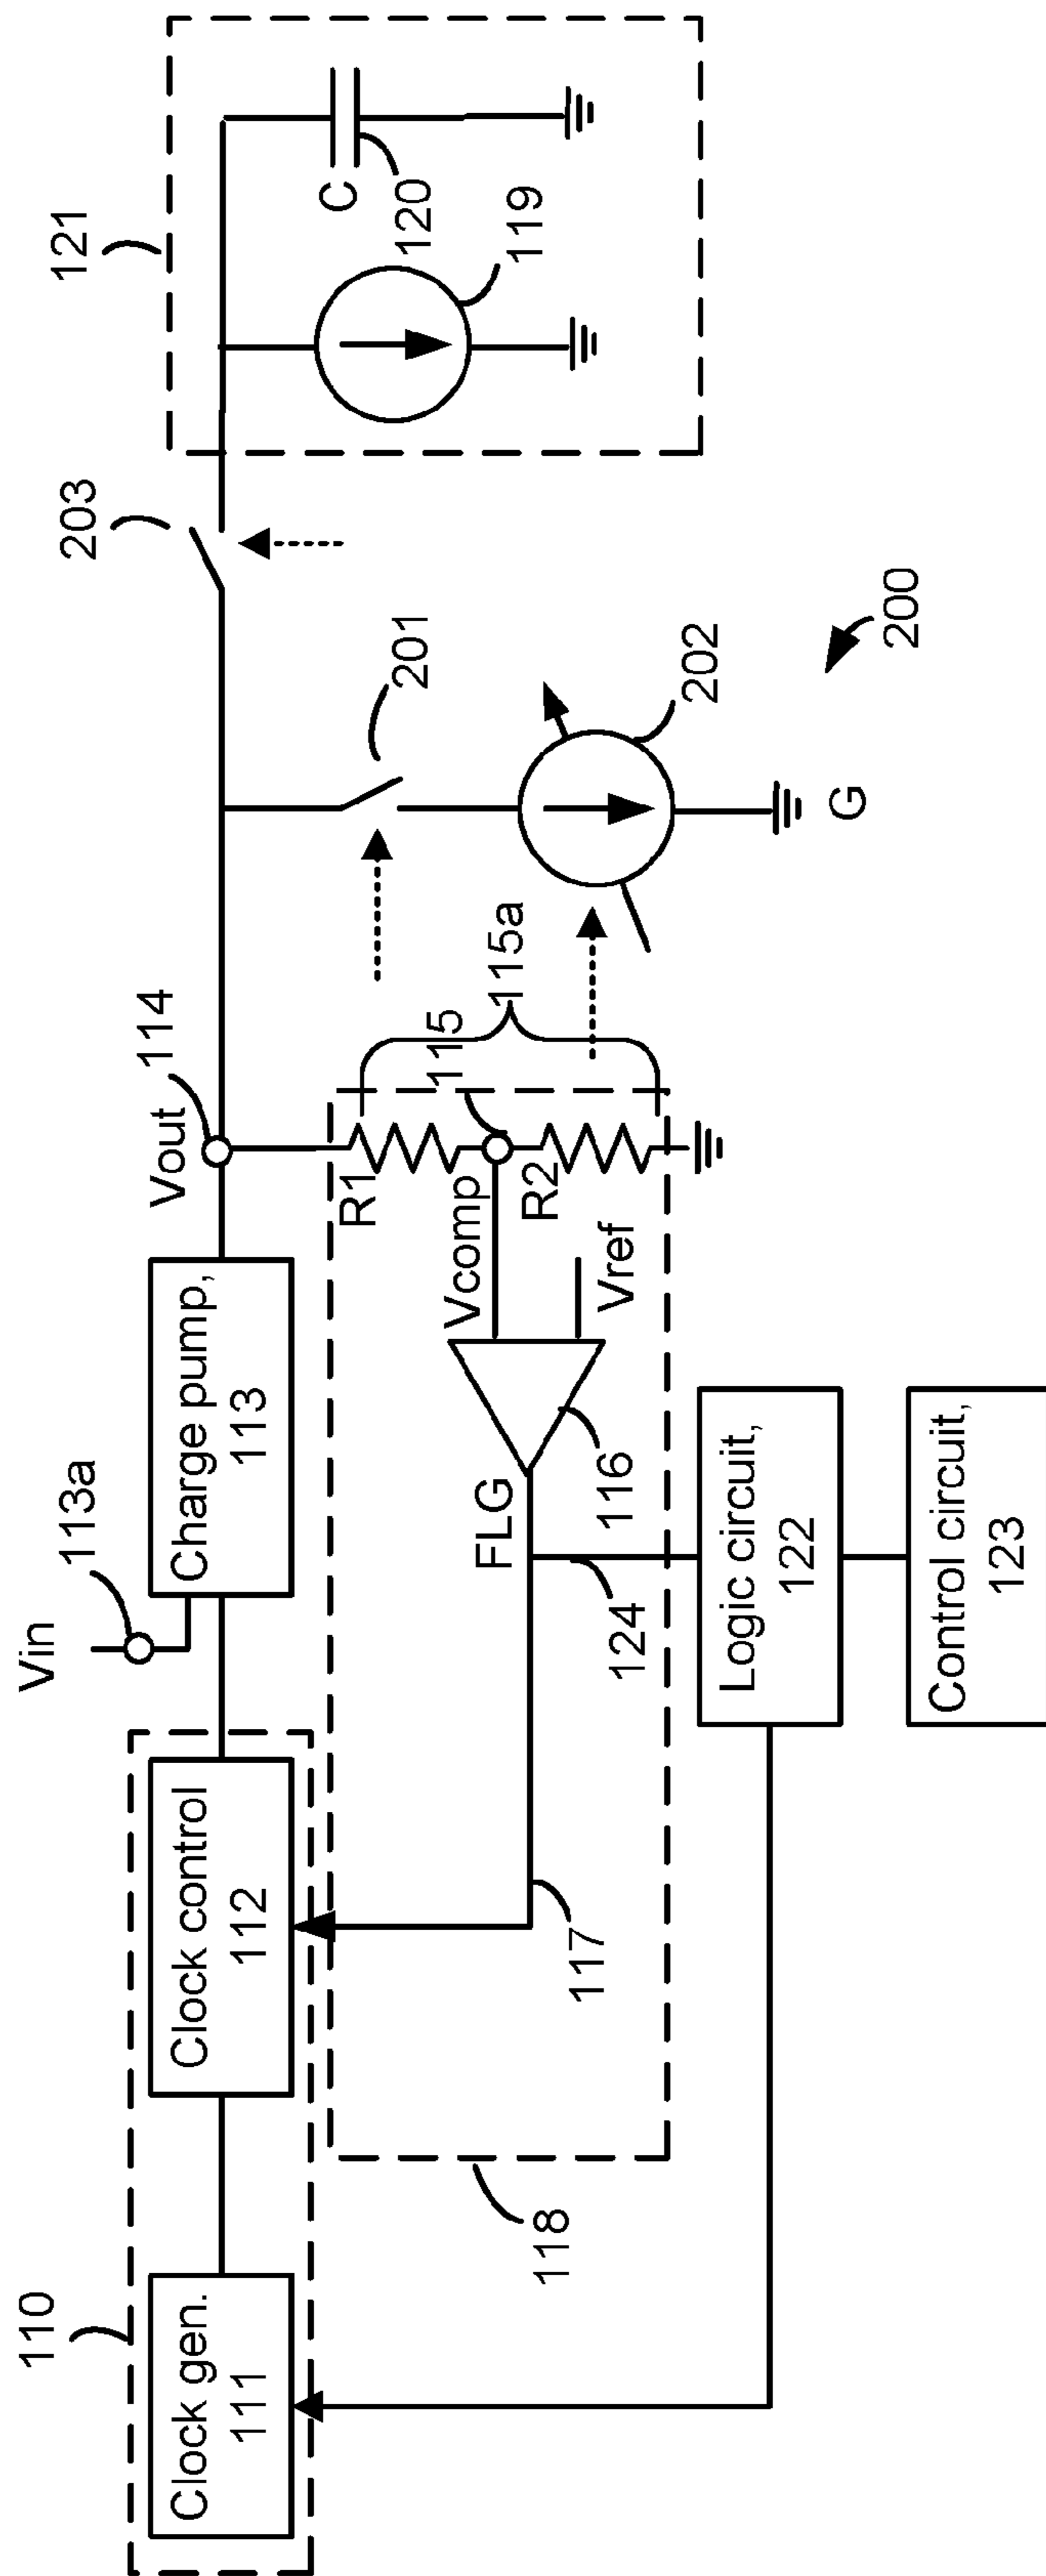 110
Clock gen.
111
Clock control
112
Vin
113a
Charge pump,
113
Vout
114
203
121
C
120
119
201
202
200
G
R1
115
115a
Vcomp
R2
Vref
FLG
116
117
118
124
Logic circuit,
122
Control circuit,
123